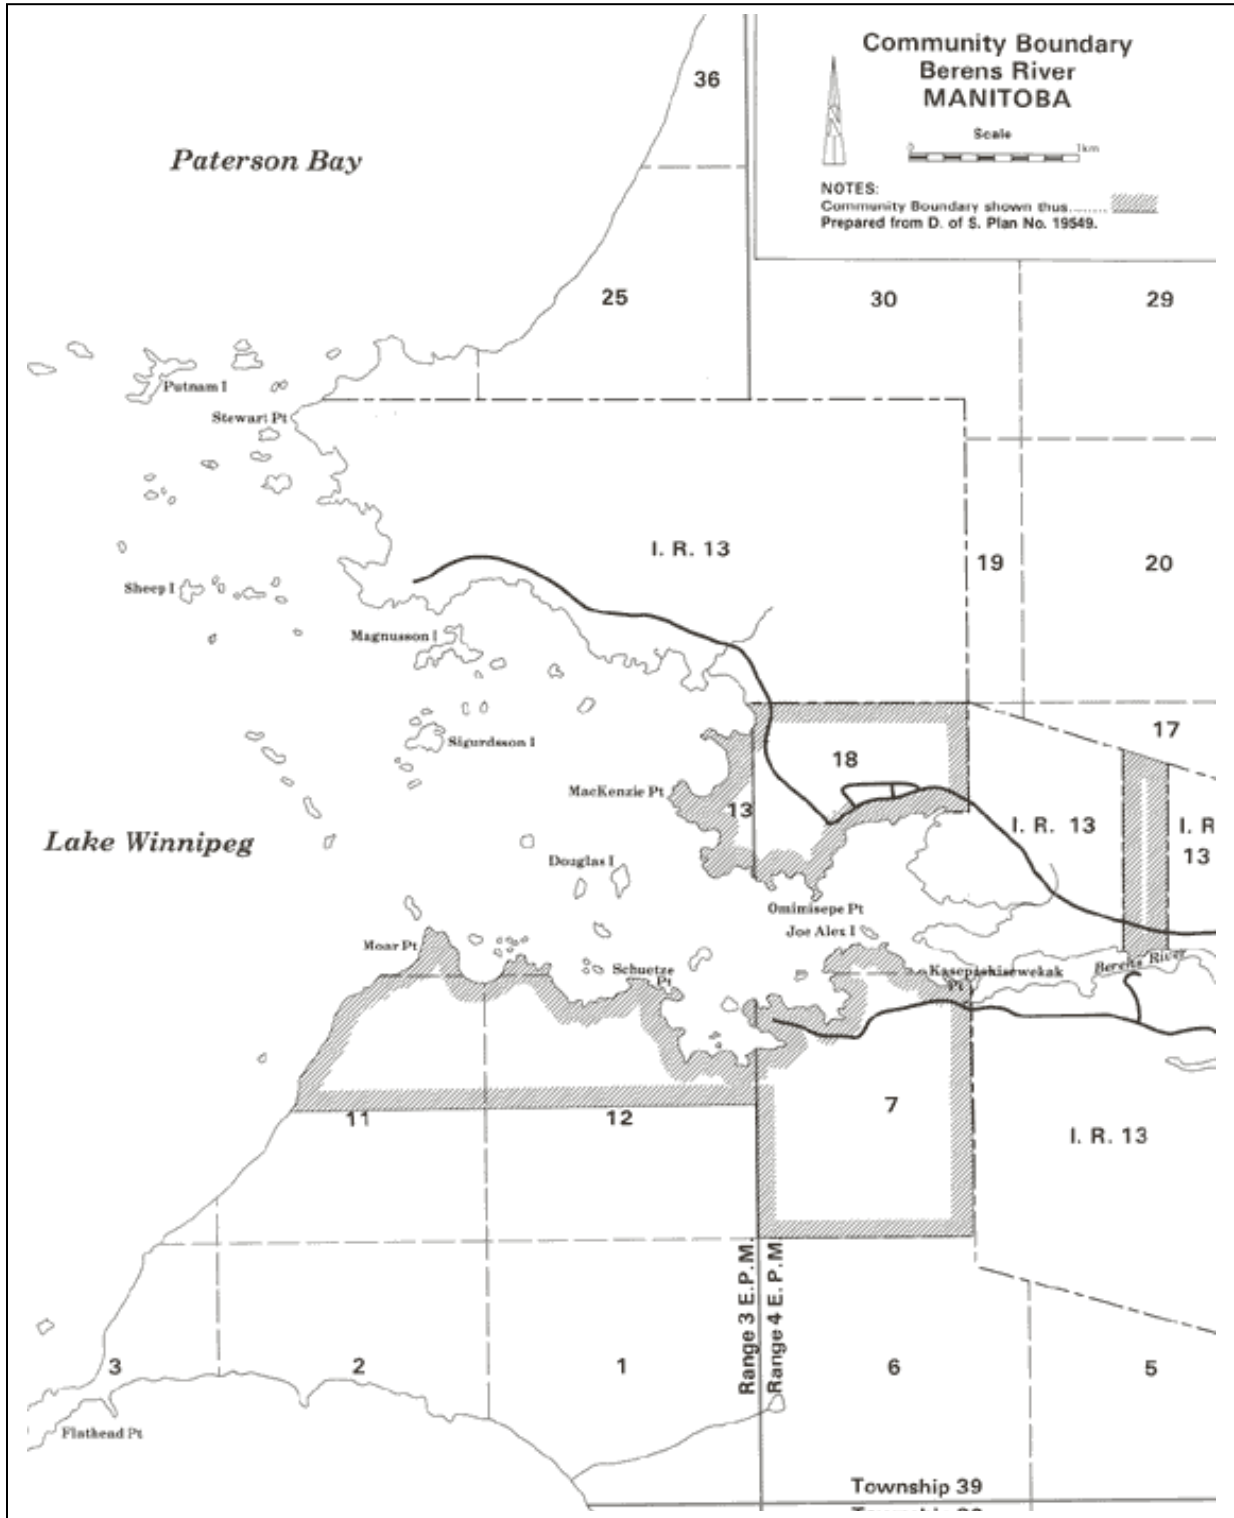 Community Boundary
Berens River
MANITOBA
Scale
0 1km
NOTES:
Community Boundary shown thus........
Prepared from D. of S. Plan No. 19549.
36
Paterson Bay
25
30
29
Putnam I
Stewart Pt
I. R. 13
19
20
Sheep I
Magnusson I
17
Sigurdsson I
18
MacKenzie Pt
13
I. R. 13
I. R
13
Lake Winnipeg
Douglas I
Omimisepe Pt
Joe Alex I
Moar Pt
Schuetze
Pt
Kasepashisewekak
Pt
Berens River
11
12
7
I. R. 13
Range 3 E.P.M.
Range 4 E.P.M
3
2
1
6
5
Flathead Pt
Township 39